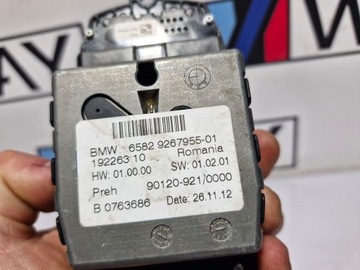 WAY
BMW : 6582 9267955-01
192263 10 Romania
HW: 01.00.00 SW: 01.02.01
Preh 90120-921/0000
B 0763686 Date: 26.11.12